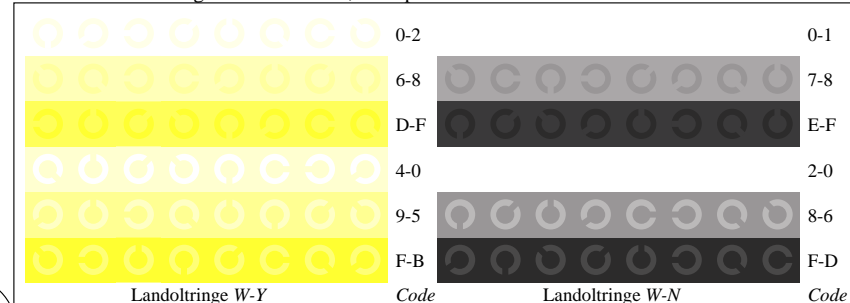 0-2 0-1
6-8 7-8
D-F E-F
4-0 2-0
9-5 8-6
F-B F-D
Landoltringe W-Y Code Landoltringe W-N Code